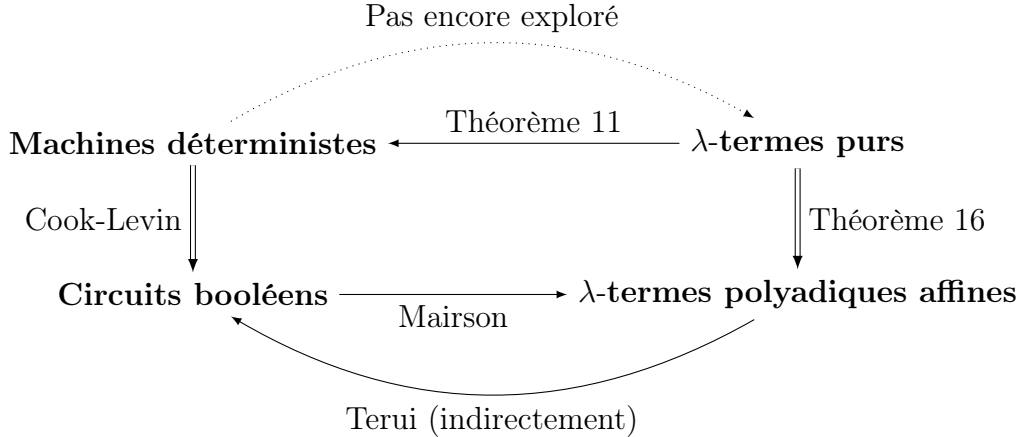 Pas encore exploré
Théorème 11
Machines déterministes
λ-termes purs
Cook-Levin
Théorème 16
Circuits booléens
λ-termes polyadiques affines
Mairson
Terui (indirectement)